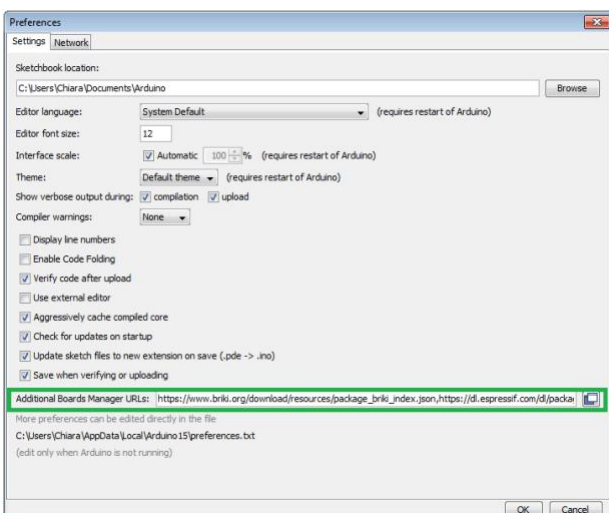 Preferences
Settings Network
Sketchbook location:
C:\Users\Chiara\Documents\Arduino Browse
Editor language: System Default (requires restart of Arduino)
Editor font size: 12
Interface scale: Automatic 100 % (requires restart of Arduino)
Theme: Default theme (requires restart of Arduino)
Show verbose output during: compilation upload
Compiler warnings: None
Display line numbers
Enable Code Folding
Verify code after upload
Use external editor
Aggressively cache compiled core
Check for updates on startup
Update sketch files to new extension on save (.pde -> .ino)
Save when verifying or uploading
Additional Boards Manager URLs: https://www.briki.org/download/resources/package_briki_index.json,https://dl.espressif.com/dl/packa
More preferences can be edited directly in the file
C:\Users\Chiara\AppData\Local\Arduino15\preferences.txt
(edit only when Arduino is not running)
OK Cancel